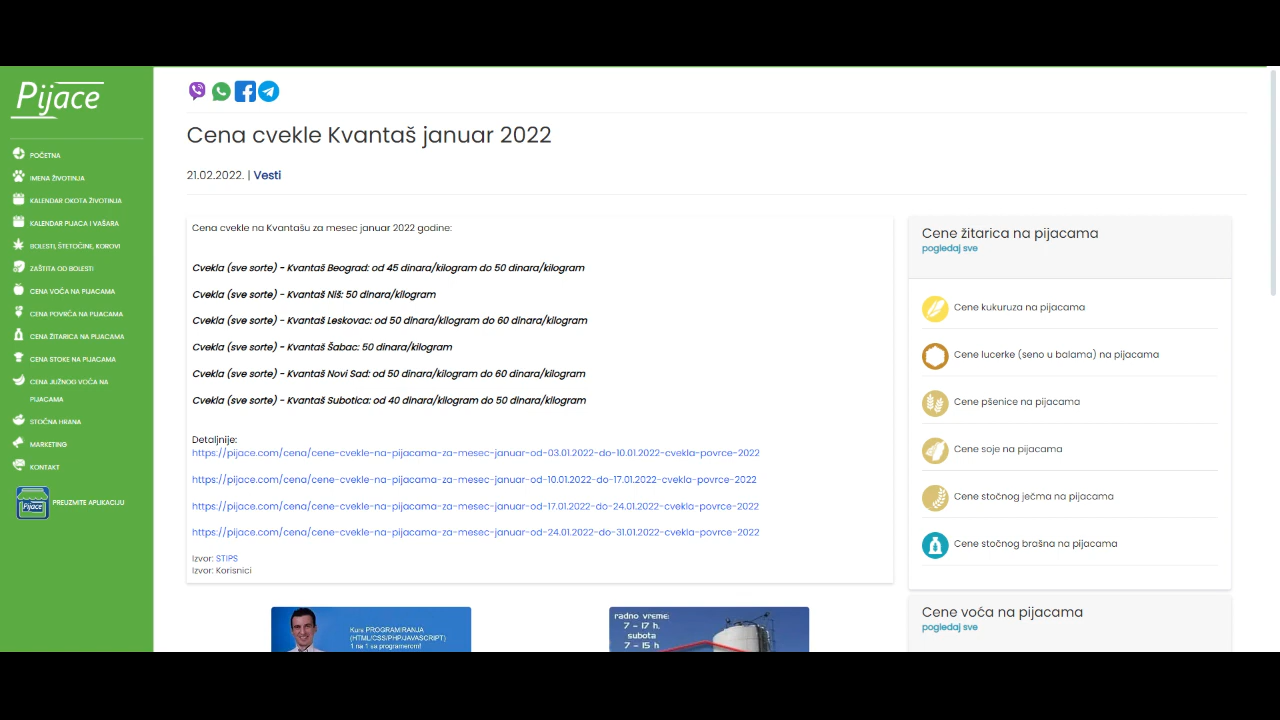 Pijace
POČETNA
IMENA ŽIVOTINJA
KALENDAR OKOTA ŽIVOTINJA
KALENDAR PIJACA I VAŠARA
BOLESTI, ŠTETOČINE, KOROVI
ZAŠTITA OD BOLESTI
CENA VOĆA NA PIJACAMA
CENA POVRĆA NA PIJACAMA
CENA ŽITARICA NA PIJACAMA
CENA STOKE NA PIJACAMA
CENA JUŽNOG VOĆA NA
PIJACAMA
STOČNA HRANA
MARKETING
KONTAKT
Pijace
PREUZMITE APLIKACIJU
Cena cvekle Kvantaš januar 2022
21.02.2022. | Vesti
Cena cvekle na Kvantašu za mesec januar 2022 godine:
Cvekla (sve sorte) - Kvantaš Beograd: od 45 dinara/kilogram do 50 dinara/kilogram
Cvekla (sve sorte) - Kvantaš Niš: 50 dinara/kilogram
Cvekla (sve sorte) - Kvantaš Leskovac: od 50 dinara/kilogram do 60 dinara/kilogram
Cvekla (sve sorte) - Kvantaš Šabac: 50 dinara/kilogram
Cvekla (sve sorte) - Kvantaš Novi Sad: od 50 dinara/kilogram do 60 dinara/kilogram
Cvekla (sve sorte) - Kvantaš Subotica: od 40 dinara/kilogram do 50 dinara/kilogram
Detaljnije:
https://pijace.com/cena/cene-cvekle-na-pijacama-za-mesec-januar-od-03.01.2022-do-10.01.2022-cvekla-povrce-2022
https://pijace.com/cena/cene-cvekle-na-pijacama-za-mesec-januar-od-10.01.2022-do-17.01.2022-cvekla-povrce-2022
https://pijace.com/cena/cene-cvekle-na-pijacama-za-mesec-januar-od-17.01.2022-do-24.01.2022-cvekla-povrce-2022
https://pijace.com/cena/cene-cvekle-na-pijacama-za-mesec-januar-od-24.01.2022-do-31.01.2022-cvekla-povrce-2022
Izvor: STIPS
Izvor: Korisnici
Kurs PROGRAMIRANJA
(HTML/CSS/PHP/JAVASCRIPT)
1 na 1 sa programerom!
radno vreme:
7 - 17 h.
subota
7 - 15 h
Cene žitarica na pijacama
pogledaj sve
Cene kukuruza na pijacama
Cene lucerke (seno u balama) na pijacama
Cene pšenice na pijacama
Cene soje na pijacama
Cene stočnog ječma na pijacama
Cene stočnog brašna na pijacama
Cene voća na pijacama
pogledaj sve